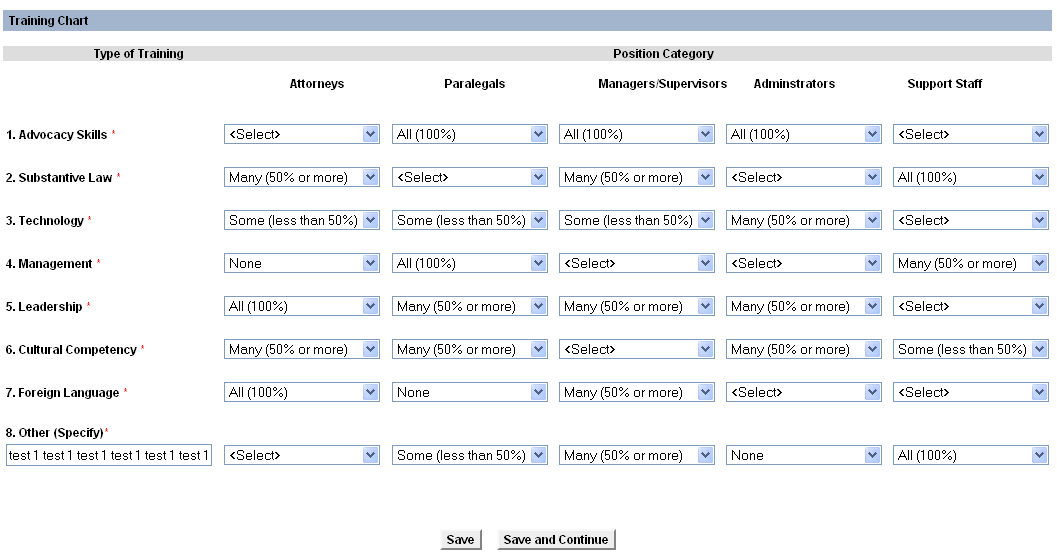 Training Chart
Type of Training Position Category
Attorneys Paralegals Managers/Supervisors Adminstrators Support Staff
1. Advocacy Skills * <Select> All (100%) All (100%) All (100%) <Select>
2. Substantive Law * Many (50% or more) <Select> Many (50% or more) <Select> All (100%)
3. Technology * Some (less than 50%) Some (less than 50%) Some (less than 50%) Many (50% or more) <Select>
4. Management * None All (100%) <Select> <Select> Many (50% or more)
5. Leadership * All (100%) Many (50% or more) Many (50% or more) Many (50% or more) <Select>
6. Cultural Competency * Many (50% or more) Many (50% or more) <Select> Many (50% or more) Some (less than 50%)
7. Foreign Language * All (100%) None Many (50% or more) <Select> <Select>
8. Other (Specify)*
test 1 test 1 test 1 test 1 test 1 test 1 <Select> Some (less than 50%) Many (50% or more) None All (100%)
Save Save and Continue